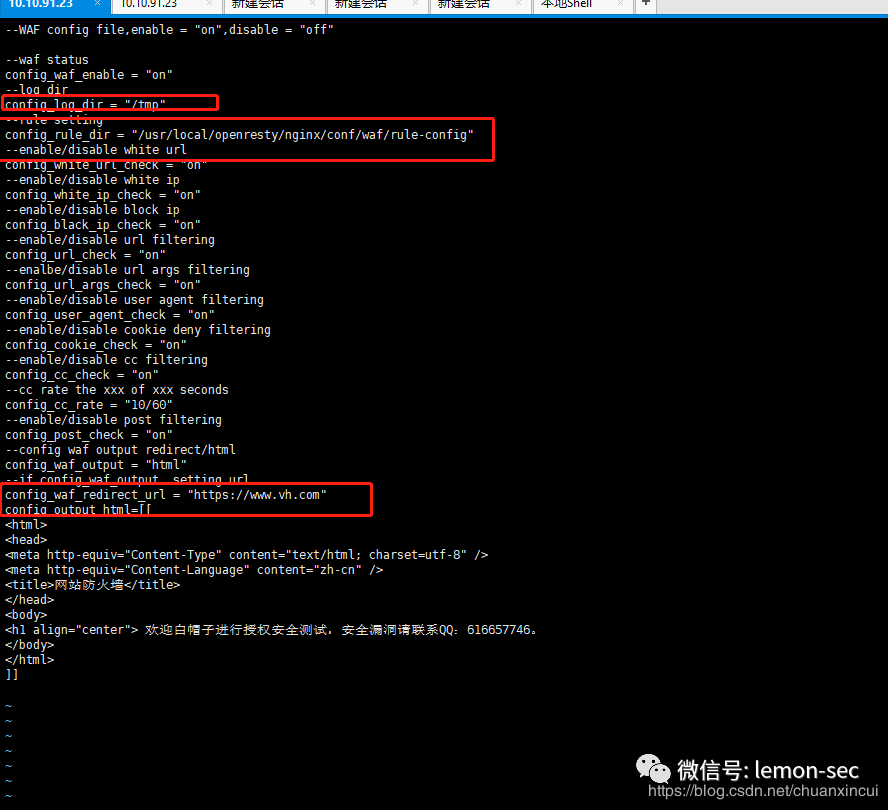 10.10.91.23 × 10.10.91.23 × 新建会话 × 新建会话 × 新建会话 × 本地Shell × +
--WAF config file,enable = "on",disable = "off"
--waf status
config_waf_enable = "on"
--log dir
config_log_dir = "/tmp"
--rule setting
config_rule_dir = "/usr/local/openresty/nginx/conf/waf/rule-config"
--enable/disable white url
config_white_url_check = "on"
--enable/disable white ip
config_white_ip_check = "on"
--enable/disable block ip
config_black_ip_check = "on"
--enable/disable url filtering
config_url_check = "on"
--enalbe/disable url args filtering
config_url_args_check = "on"
--enable/disable user agent filtering
config_user_agent_check = "on"
--enable/disable cookie deny filtering
config_cookie_check = "on"
--enable/disable cc filtering
config_cc_check = "on"
--cc rate the xxx of xxx seconds
config_cc_rate = "10/60"
--enable/disable post filtering
config_post_check = "on"
--config waf output redirect/html
config_waf_output = "html"
--if config_waf_output ,setting url
config_waf_redirect_url = "https://www.vh.com"
config_output_html=[[
<html>
<head>
<meta http-equiv="Content-Type" content="text/html; charset=utf-8" />
<meta http-equiv="Content-Language" content="zh-cn" />
<title>网站防火墙</title>
</head>
<body>
<h1 align="center"> 欢迎白帽子进行授权安全测试，安全漏洞请联系QQ：616657746。
</body>
</html>
]]
~
~
~
~
~
~
~
微信号: lemon-sec
https://blog.csdn.net/chuanxincui